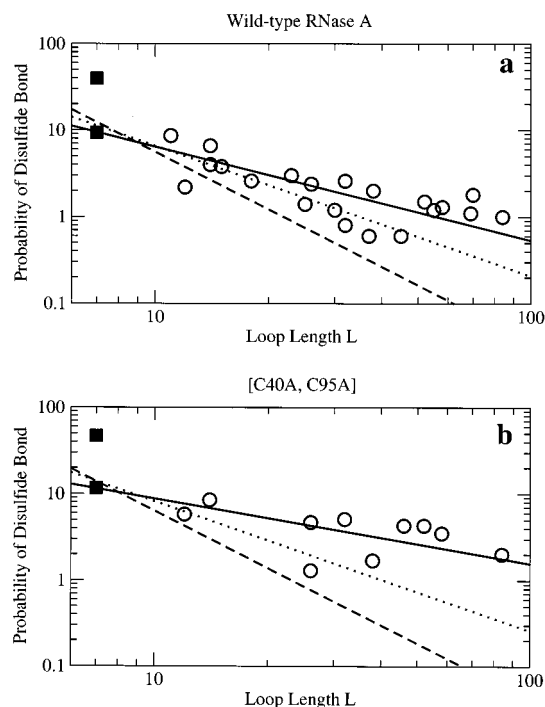 Wild-type RNase A
a
Probability of Disulfide Bond
100
10
1
0.1
10
100
Loop Length L
[C40A, C95A]
b
Probability of Disulfide Bond
100
10
1
0.1
10
100
Loop Length L